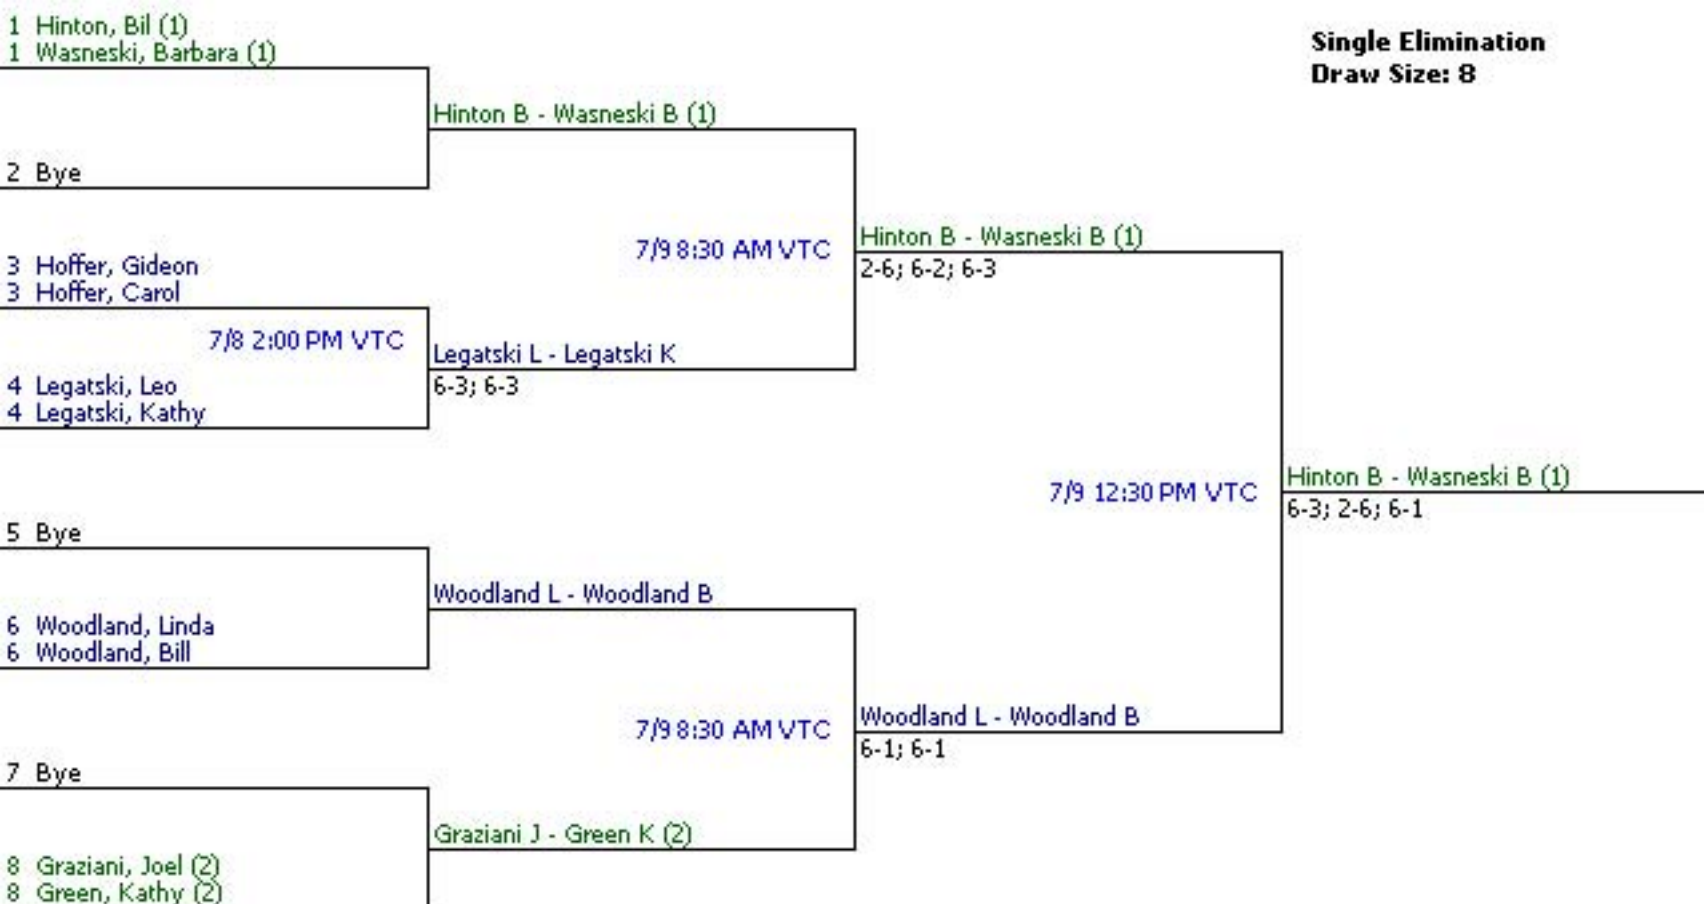 1 Hinton, Bil (1)
1 Wasneski, Barbara (1)
Single Elimination
Draw Size: 8
Hinton B - Wasneski B (1)
2 Bye
7/9 8:30 AM VTC
Hinton B - Wasneski B (1)
2-6; 6-2; 6-3
3 Hoffer, Gideon
3 Hoffer, Carol
7/8 2:00 PM VTC
Legatski L - Legatski K
6-3; 6-3
4 Legatski, Leo
4 Legatski, Kathy
7/9 12:30 PM VTC
Hinton B - Wasneski B (1)
6-3; 2-6; 6-1
5 Bye
Woodland L - Woodland B
6 Woodland, Linda
6 Woodland, Bill
7/9 8:30 AM VTC
Woodland L - Woodland B
6-1; 6-1
7 Bye
Graziani J - Green K (2)
8 Graziani, Joel (2)
8 Green, Kathy (2)